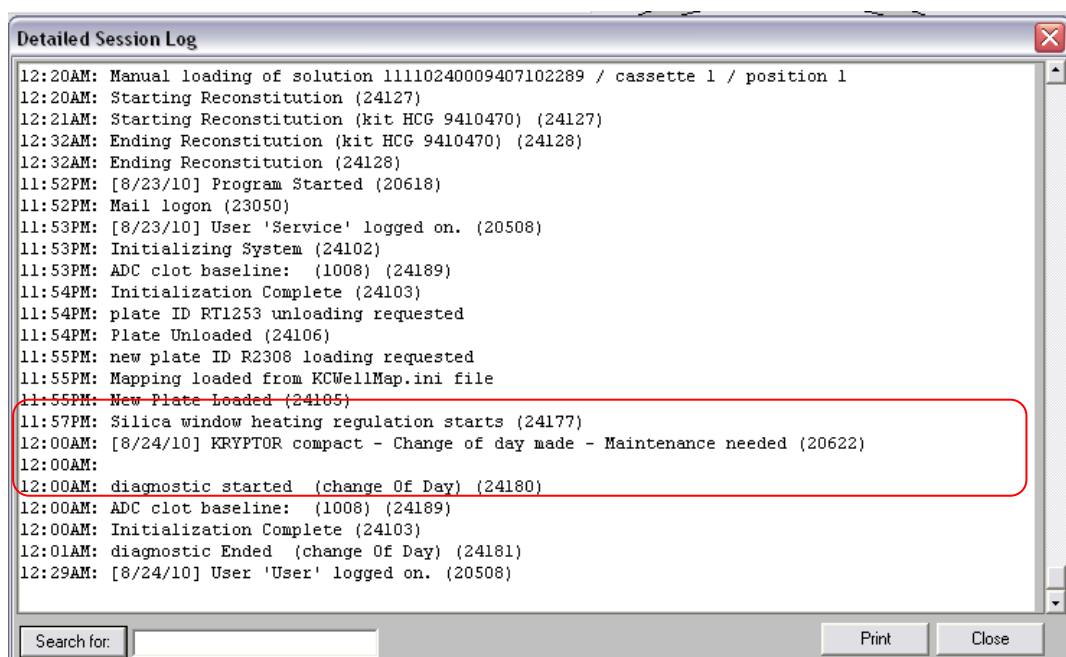 Detailed Session Log
12:20AM: Manual loading of solution 11110240009407102289 / cassette 1 / position 1
12:20AM: Starting Reconstitution (24127)
12:21AM: Starting Reconstitution (kit HCG 9410470) (24127)
12:32AM: Ending Reconstitution (kit HCG 9410470) (24128)
12:32AM: Ending Reconstitution (24128)
11:52PM: [8/23/10] Program Started (20618)
11:52PM: Mail logon (23050)
11:53PM: [8/23/10] User 'Service' logged on. (20508)
11:53PM: Initializing System (24102)
11:53PM: ADC clot baseline:  (1008) (24189)
11:54PM: Initialization Complete (24103)
11:54PM: plate ID RT1253 unloading requested
11:54PM: Plate Unloaded (24106)
11:55PM: new plate ID R2308 loading requested
11:55PM: Mapping loaded from KCWellMap.ini file
11:55PM: New Plate Loaded (24185)
11:57PM: Silica window heating regulation starts (24177)
12:00AM: [8/24/10] KRYPTOR compact - Change of day made - Maintenance needed (20622)
12:00AM:
12:00AM: diagnostic started  (change Of Day) (24180)
12:00AM: ADC clot baseline:  (1008) (24189)
12:00AM: Initialization Complete (24103)
12:01AM: diagnostic Ended  (change Of Day) (24181)
12:29AM: [8/24/10] User 'User' logged on. (20508)
Search for: Print Close